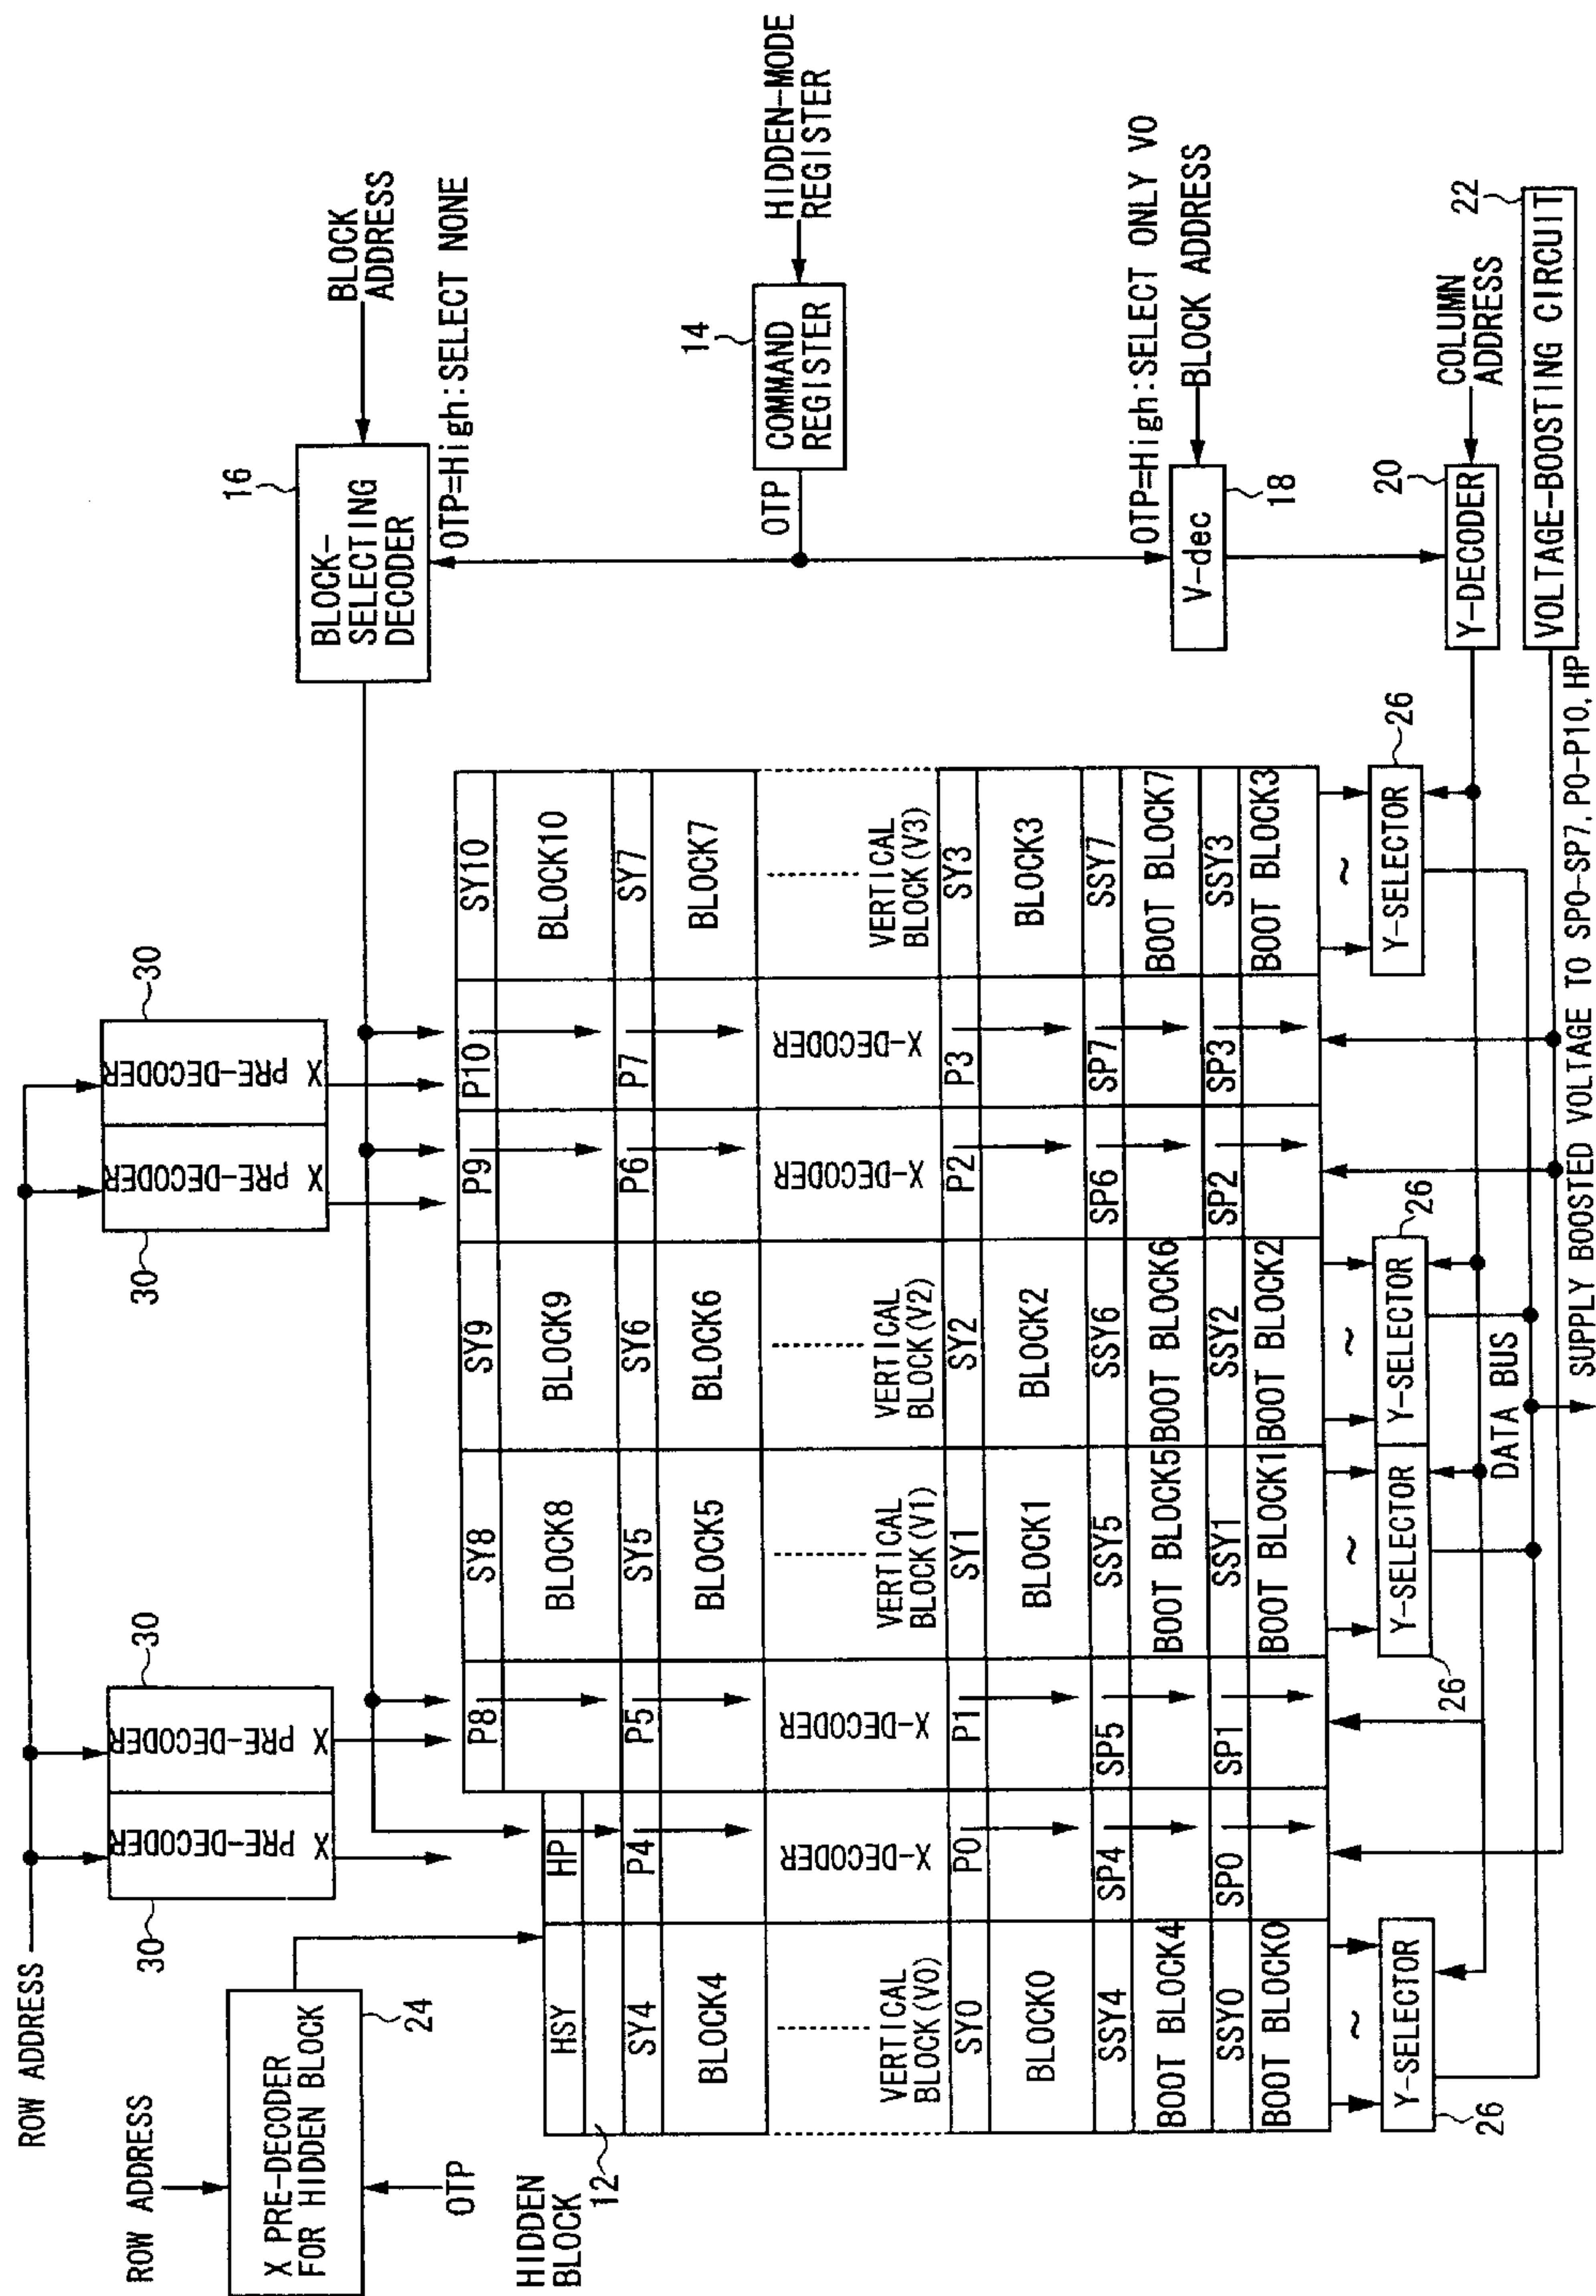 ROW ADDRESS
ROW ADDRESS
X PRE-DECODER
FOR HIDDEN BLOCK
24
OTP
30
X PRE-DECODER
X PRE-DECODER
30
30
X PRE-DECODER
X PRE-DECODER
30
BLOCK
ADDRESS
16
BLOCK-
SELECTING
DECODER
OTP=High:SELECT NONE
HIDDEN-MODE
REGISTER
14
COMMAND
REGISTER
OTP
OTP=High:SELECT ONLY V0
BLOCK ADDRESS
V-dec
18
COLUMN
ADDRESS
20
Y-DECODER
22
VOLTAGE-BOOSTING CIRCUIT
HIDDEN
BLOCK
12
HSY
HP
P8
SY8
SY9
P9
P10
SY10
BLOCK8
BLOCK9
BLOCK10
SY4
P4
P5
SY5
SY6
P6
P7
SY7
BLOCK4
BLOCK5
BLOCK6
BLOCK7
VERTICAL
BLOCK(V0)
X-DECODER
X-DECODER
VERTICAL
BLOCK(V1)
VERTICAL
BLOCK(V2)
X-DECODER
X-DECODER
VERTICAL
BLOCK(V3)
SY0
P0
P1
SY1
SY2
P2
P3
SY3
BLOCK0
BLOCK1
BLOCK2
BLOCK3
SSY4
SP4
SP5
SSY5
SSY6
SP6
SP7
SSY7
BOOT BLOCK4
BOOT BLOCK5
BOOT BLOCK6
BOOT BLOCK7
SSY0
SP0
SP1
SSY1
SSY2
SP2
SP3
SSY3
BOOT BLOCK0
BOOT BLOCK1
BOOT BLOCK2
BOOT BLOCK3
~
~
~
~
26
Y-SELECTOR
26
Y-SELECTOR
Y-SELECTOR
26
Y-SELECTOR
26
DATA BUS
SUPPLY BOOSTED VOLTAGE TO SP0-SP7, P0-P10, HP